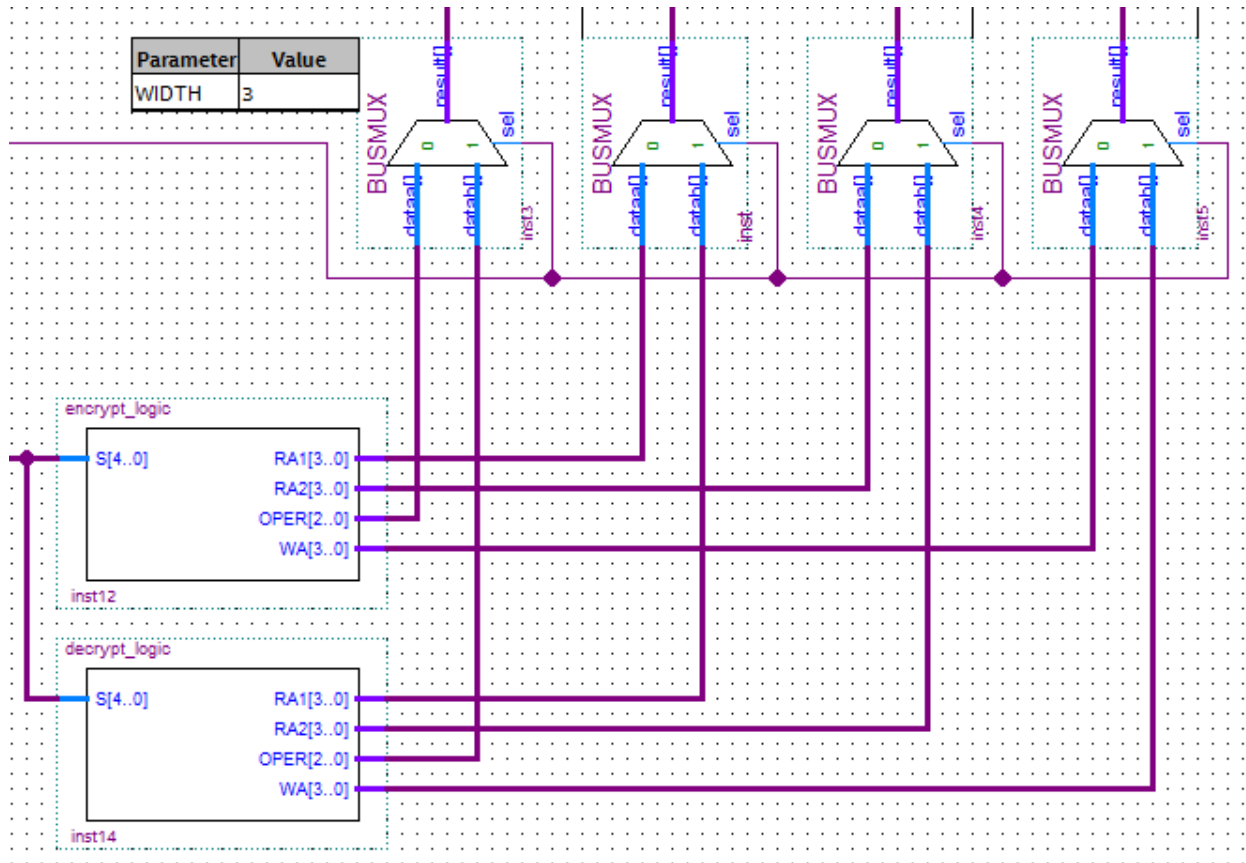 Parameter Value
WIDTH 3
BUSMUX
result[]
sel
0 1
dataa[]
datab[]
inst3
BUSMUX
result[]
sel
0 1
dataa[]
datab[]
inst
BUSMUX
result[]
sel
0 1
dataa[]
datab[]
inst4
BUSMUX
result[]
sel
0 1
dataa[]
datab[]
inst5
encrypt_logic
S[4..0] RA1[3..0]
RA2[3..0]
OPER[2..0]
WA[3..0]
inst12
decrypt_logic
S[4..0] RA1[3..0]
RA2[3..0]
OPER[2..0]
WA[3..0]
inst14